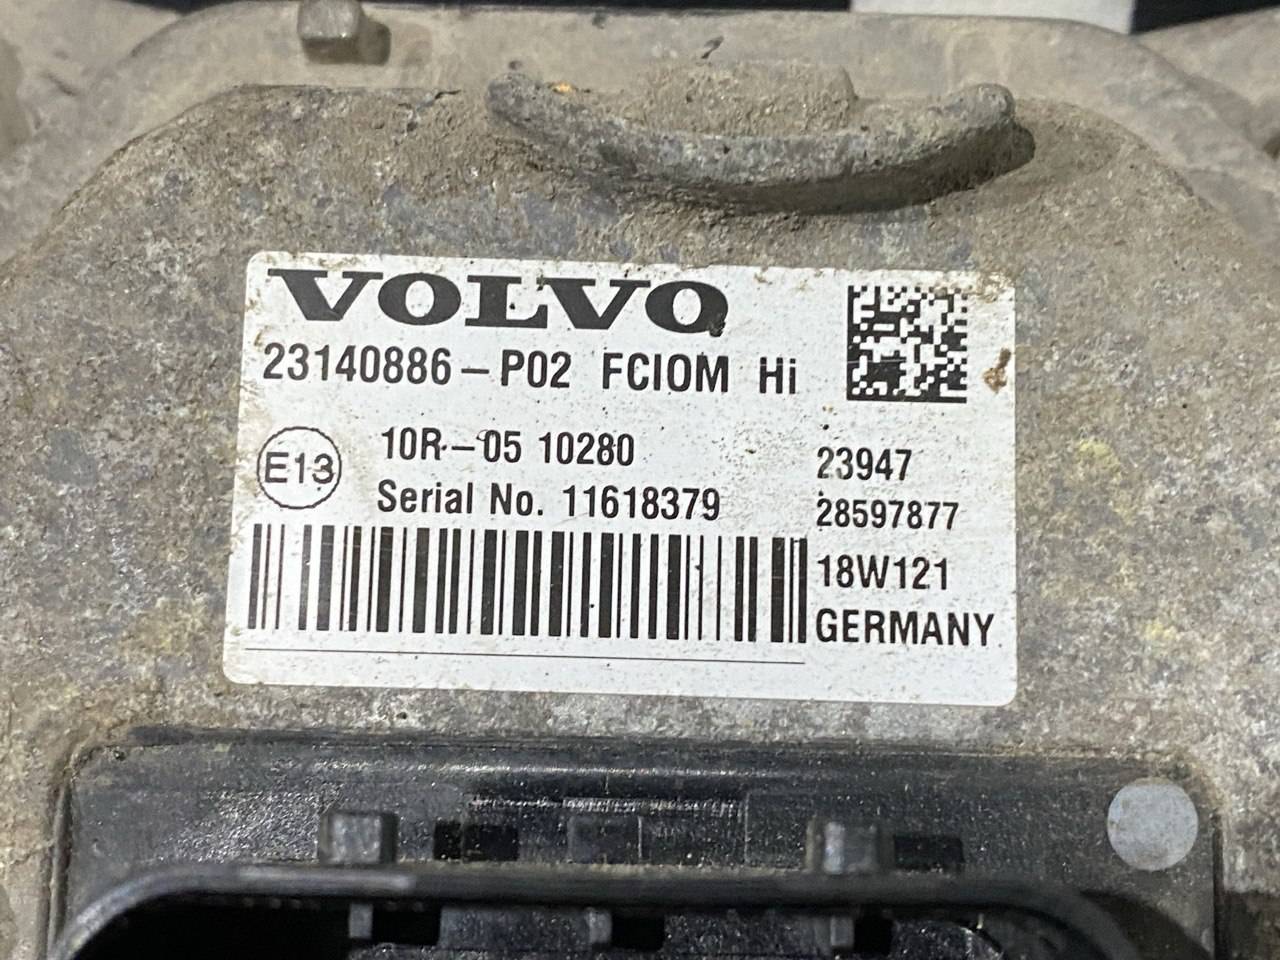 VOLVO
23140886-P02 FCIOM Hi
E13
10R-05 10280
Serial No. 11618379
23947
28597877
18W121
GERMANY